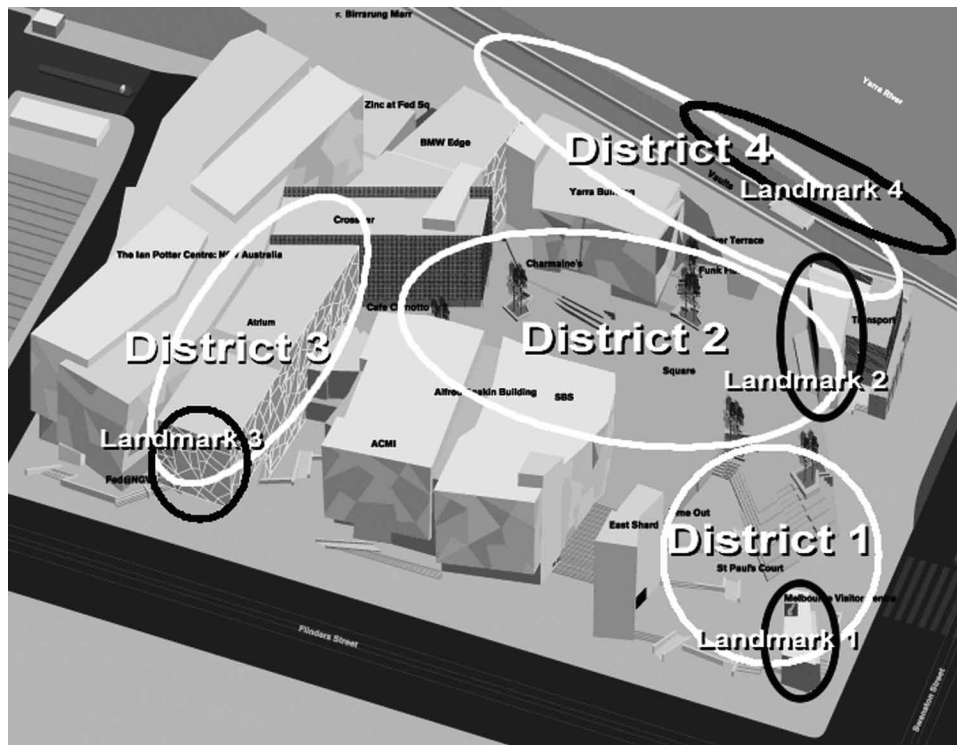 Birrarung Marr
Yarra River
Zinc at Fed Sq
BMW Edge
District 4
Vaults
Landmark 4
Yarra Building
Crossbar
Terrace
The Ian Potter Centre: NGV Australia
Charmaine's
Funk
Cafe Chinotto
Atrium
District 3
District 2
Transport
Square
Landmark 2
Alfred Deakin Building
SBS
Landmark 3
ACMI
Fed@NGV
East Shard
me Out
District 1
St Paul's Court
Melbourne Visitor Centre
Landmark 1
Flinders Street
Swanston Street